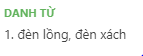 DANH TỪ
1. đèn lồng, đèn xách